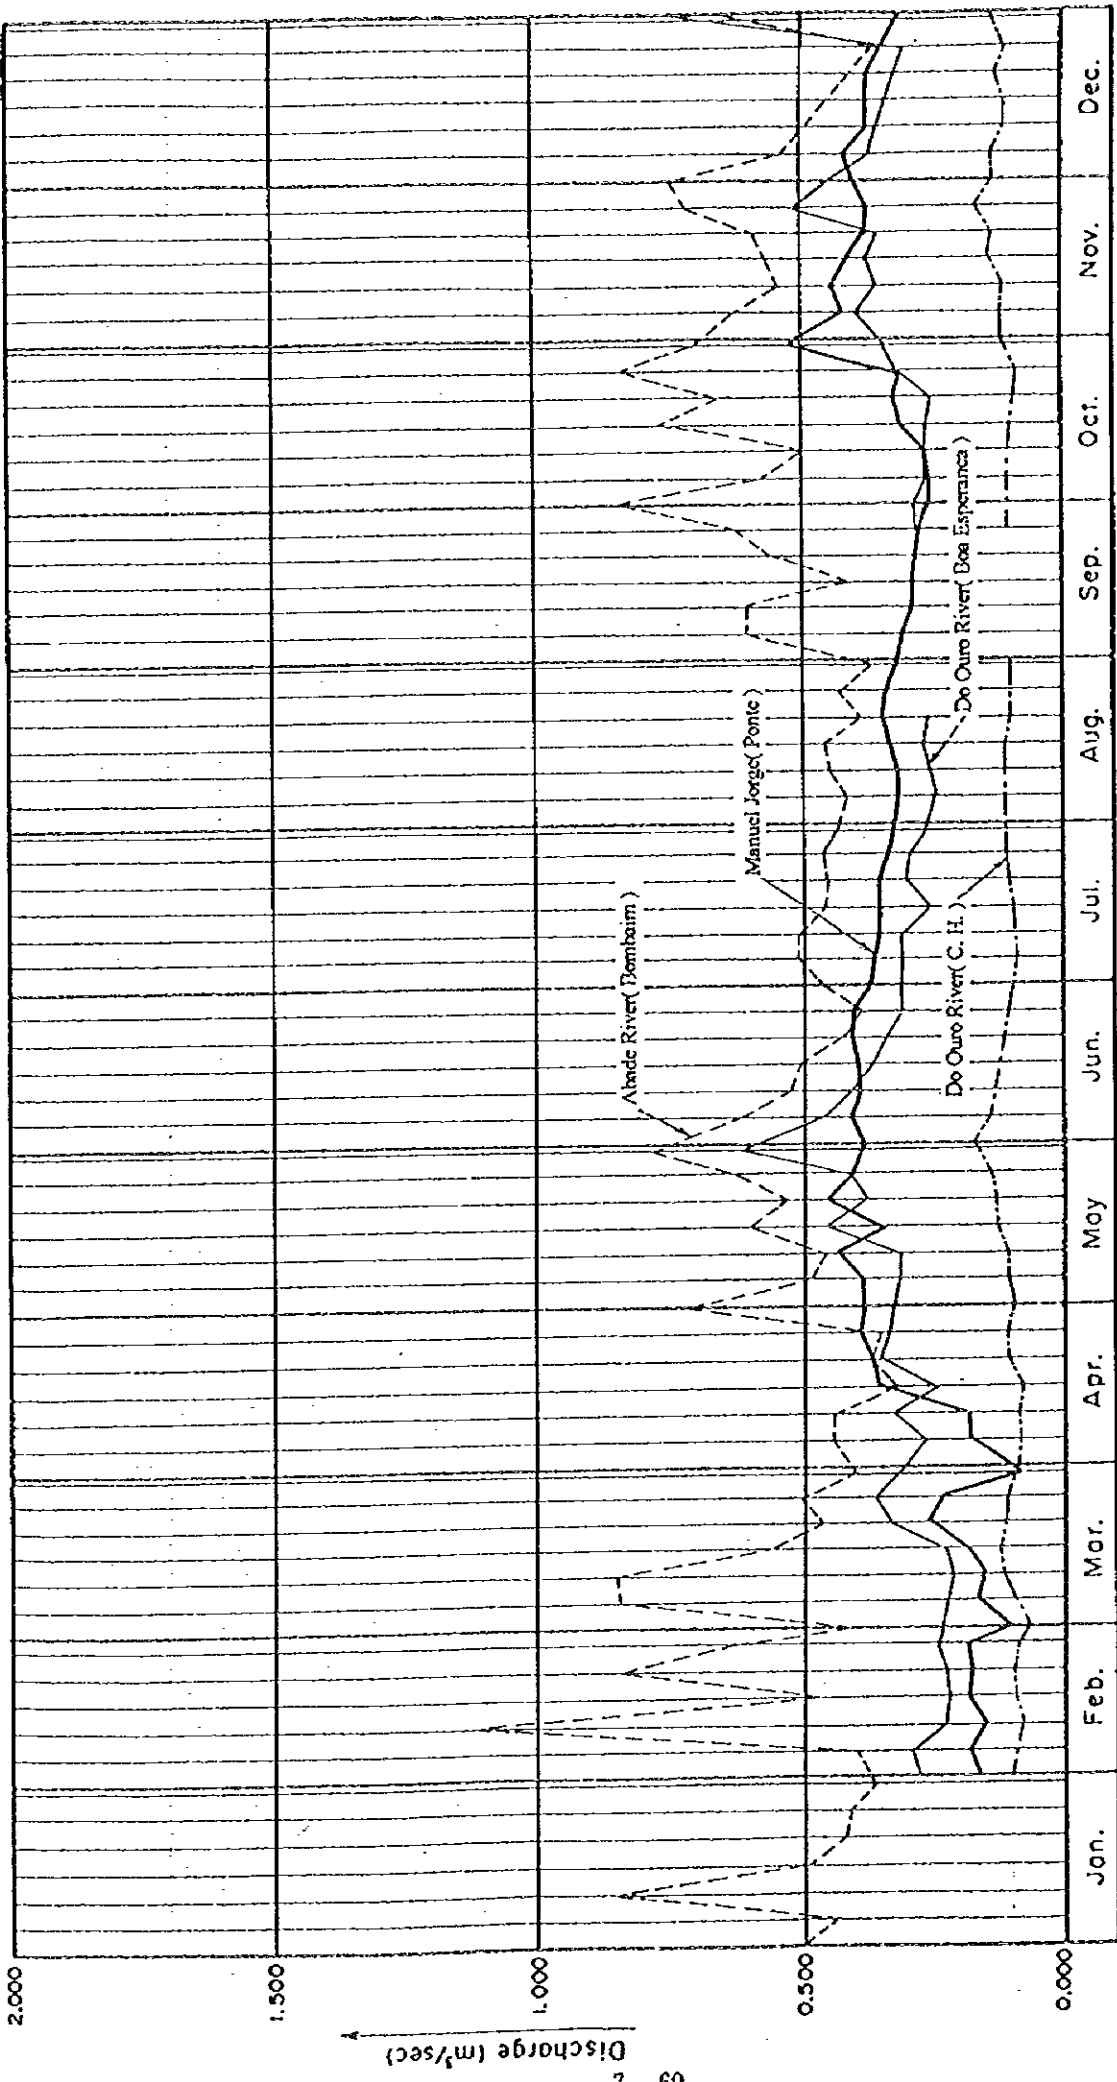 2.000
1.500
1.000
0.500
0.000
Discharge (m³/sec)
Abade River( Bombaim )
Manuel Jorge( Ponte )
Do Ouro River( Boa Esperanca )
Do Ouro River( C. H. )
Jan.
Feb.
Mar.
Apr.
May
Jun.
Jul.
Aug.
Sep.
Oct.
Nov.
Dec.